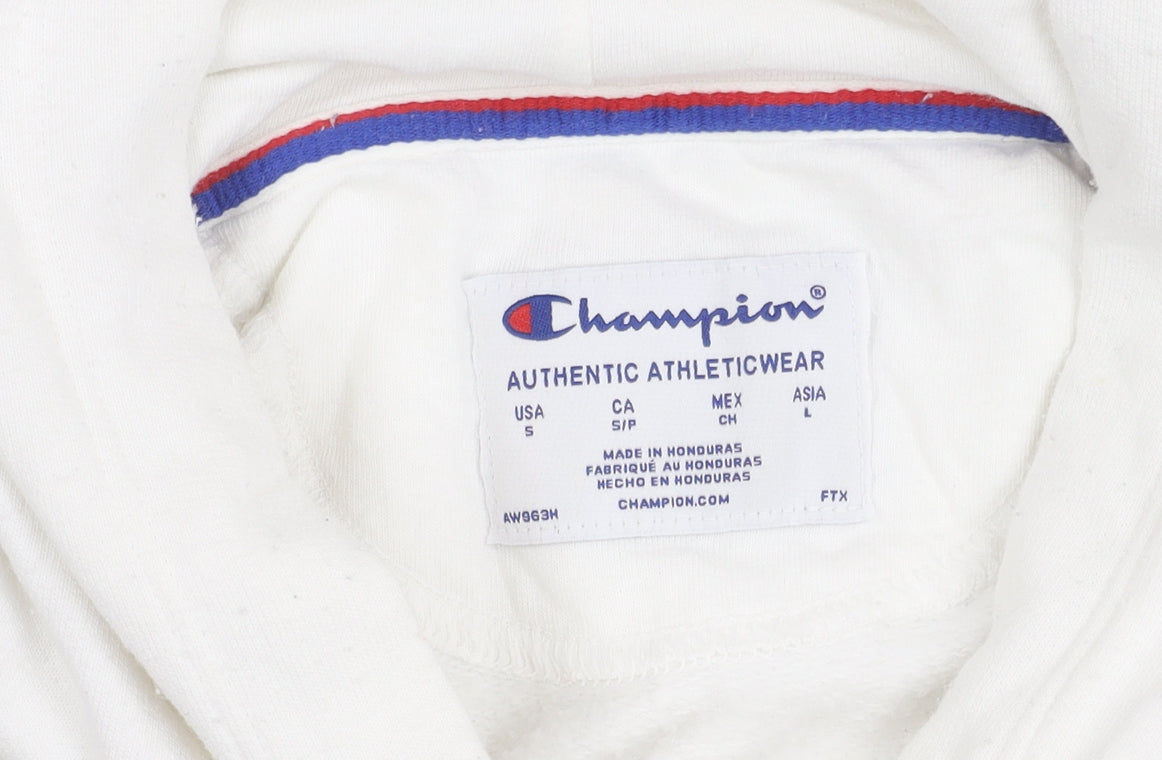 Champion®
AUTHENTIC ATHLETICWEAR
USA CA MEX ASIA
S S/P CH L
MADE IN HONDURAS
FABRIQUÉ AU HONDURAS
HECHO EN HONDURAS
CHAMPION.COM
AW963H FTX